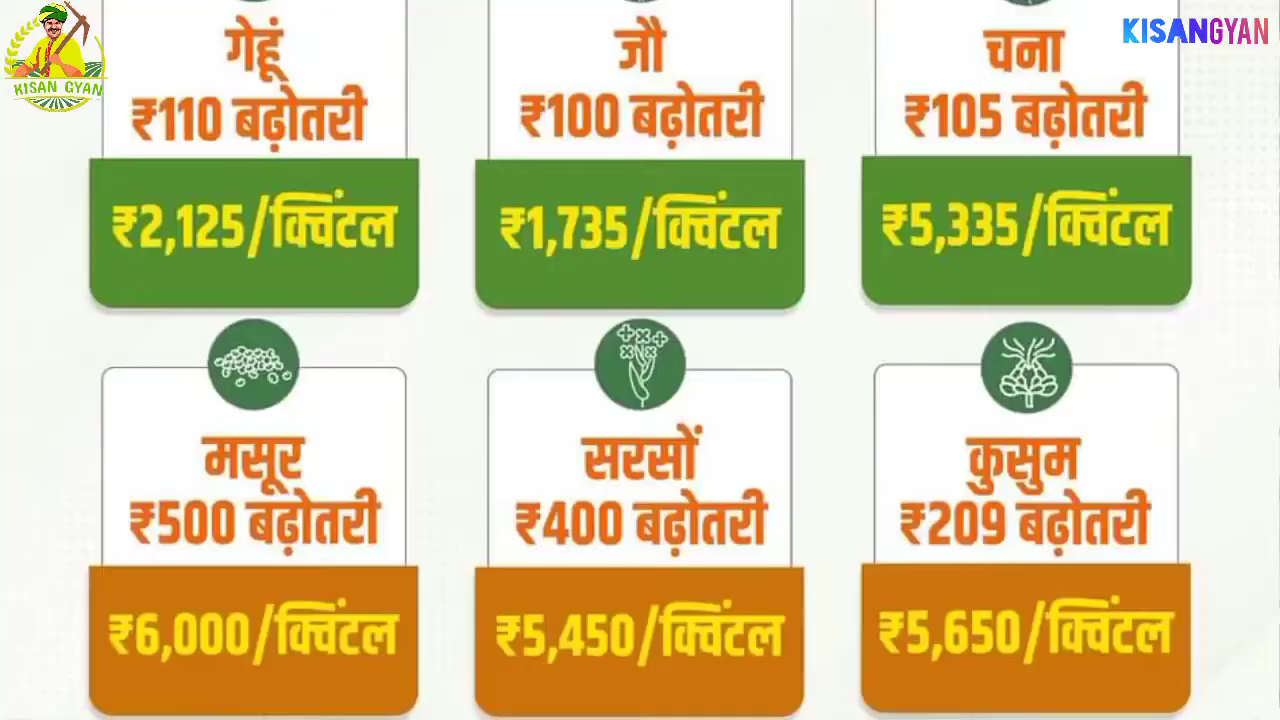 KISAN GYAN
KISANGYAN
गेहूं
₹110 बढ़ोतरी
₹2,125/क्विंटल
जौ
₹100 बढ़ोतरी
₹1,735/क्विंटल
चना
₹105 बढ़ोतरी
₹5,335/क्विंटल
मसूर
₹500 बढ़ोतरी
₹6,000/क्विंटल
सरसों
₹400 बढ़ोतरी
₹5,450/क्विंटल
कुसुम
₹209 बढ़ोतरी
₹5,650/क्विंटल